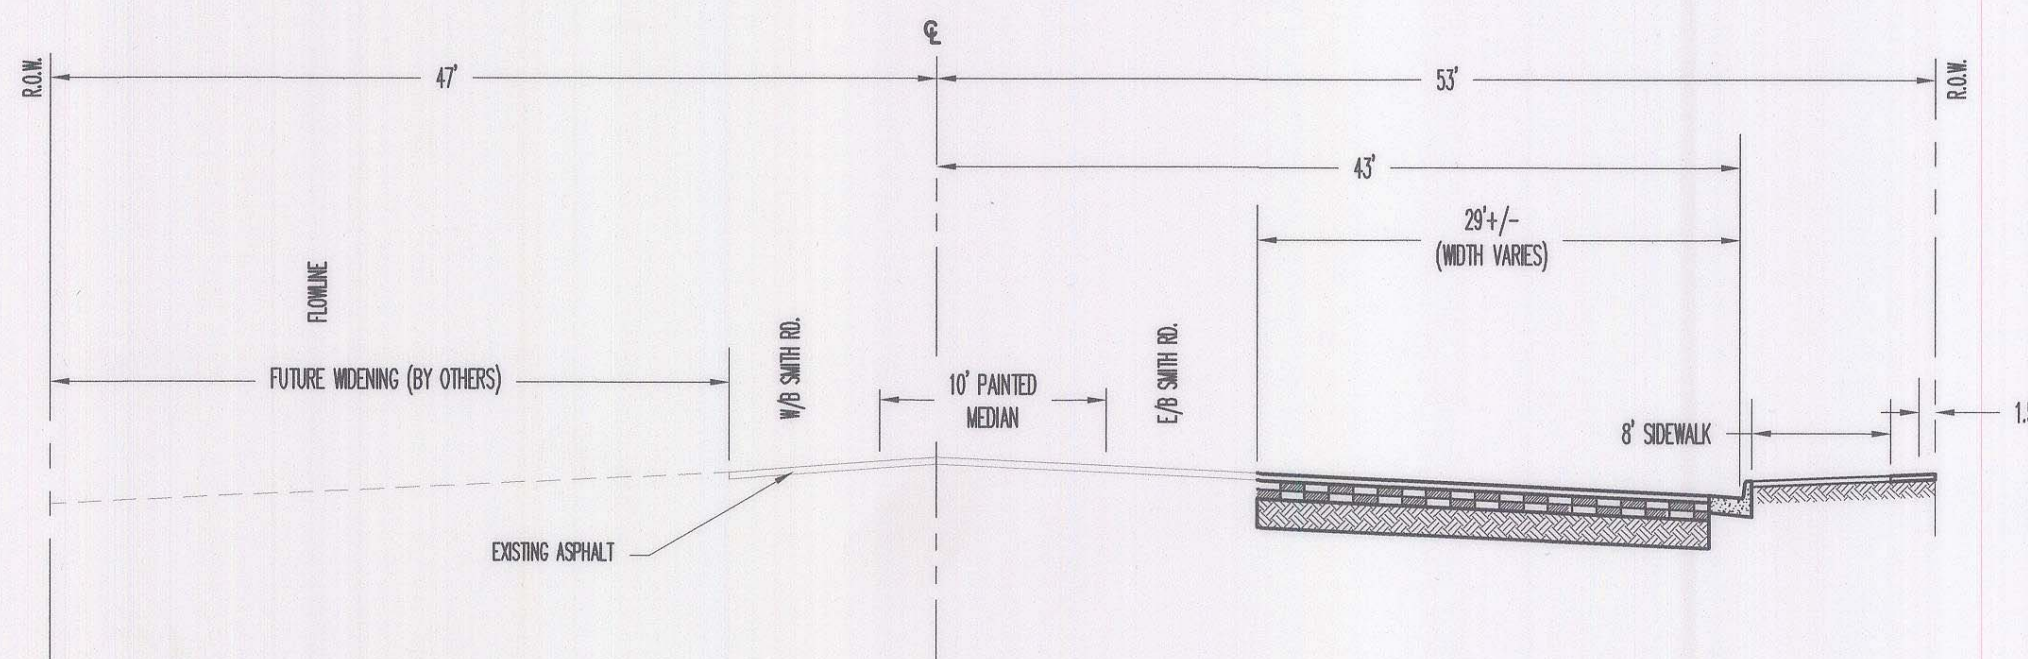 ℄
R.O.W.
47'
53'
R.O.W.
43'
29'+/-
(WIDTH VARIES)
FLOWLINE
W/B SMITH RD.
E/B SMITH RD.
FUTURE WIDENING (BY OTHERS)
10' PAINTED
MEDIAN
8' SIDEWALK
EXISTING ASPHALT